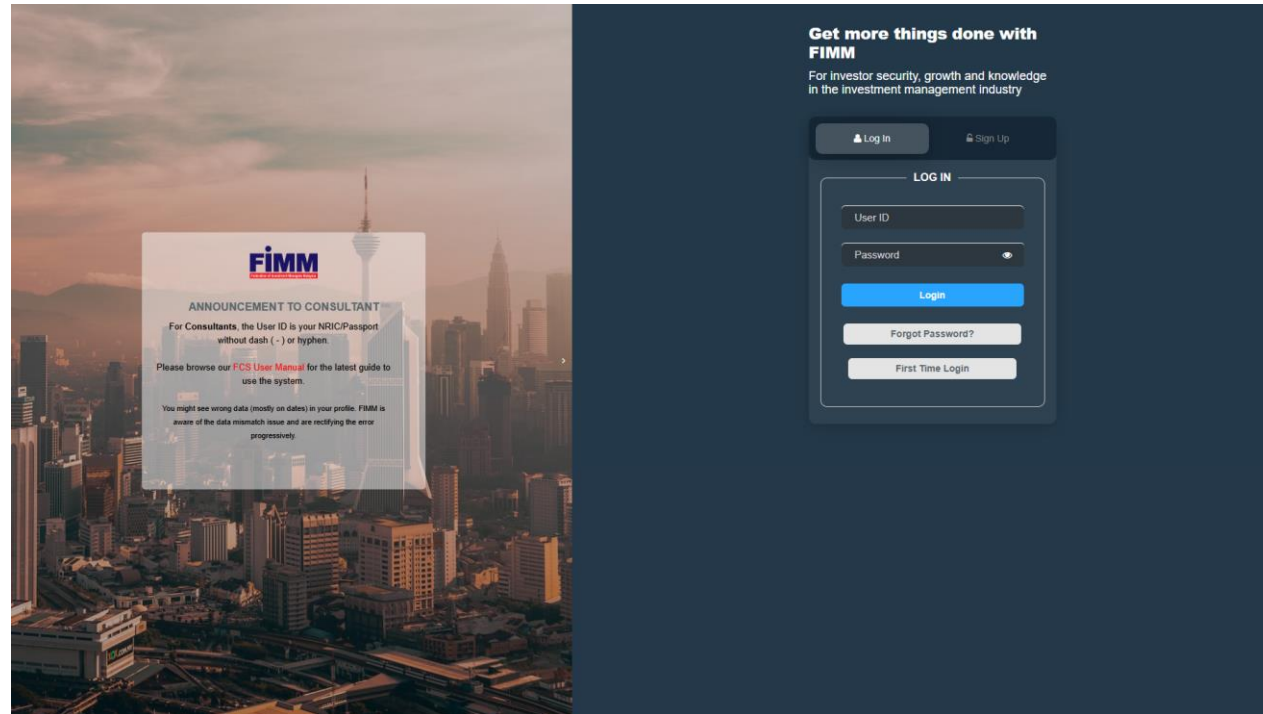 FiMM
ANNOUNCEMENT TO CONSULTANT
For Consultants, the User ID is your NRIC/Passport
without dash ( - ) or hyphen.
Please browse our FCS User Manual for the latest guide to
use the system.
You might see wrong data (mostly on dates) in your profile. FIMM is
aware of the data mismatch issue and are rectifying the error
progressively.
Get more things done with
FIMM
For investor security, growth and knowledge
in the investment management industry
Log In
Sign Up
LOG IN
User ID
Password
Login
Forgot Password?
First Time Login